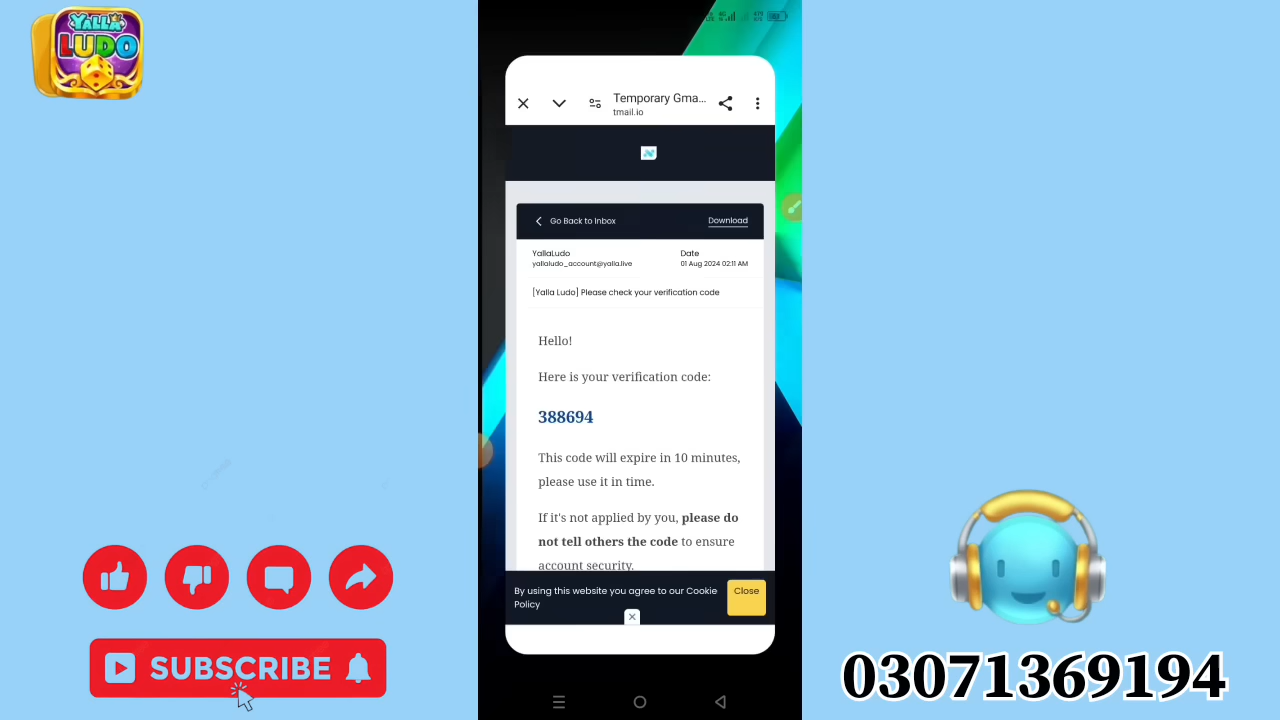 YALLA
LUDO
Temporary Gma...
tmail.io
Go Back to Inbox
Download
YallaLudo
yallaludo_account@yalla.live
Date
01 Aug 2024 02:11 AM
[Yalla Ludo] Please check your verification code
Hello!
Here is your verification code:
388694
This code will expire in 10 minutes,
please use it in time.
If it's not applied by you, please do
not tell others the code to ensure
account security.
By using this website you agree to our Cookie
Policy
Close
SUBSCRIBE
03071369194